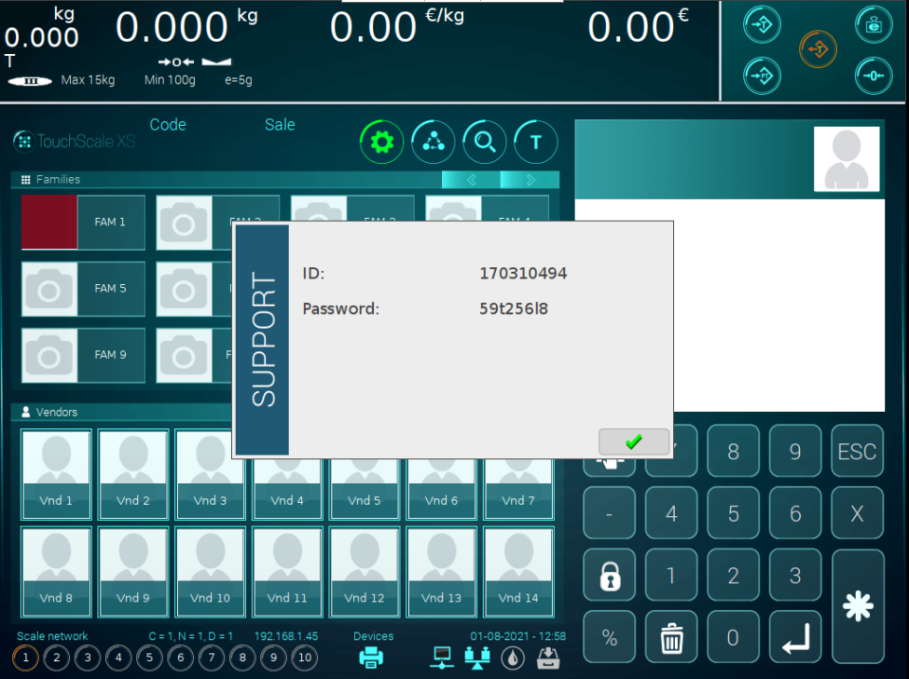 kg
0.000
T
0.000 kg
0.00 €/kg
0.00 €
Max 15kg Min 100g e=5g
T
PT
0
TouchScale XS
Code Sale
T
Families
FAM 1
FAM 2
FAM 3
FAM 4
FAM 5
FAM 9
SUPPORT
ID: 170310494
Password: 59t256l8
Vendors
Vnd 1 Vnd 2 Vnd 3 Vnd 4 Vnd 5 Vnd 6 Vnd 7
Vnd 8 Vnd 9 Vnd 10 Vnd 11 Vnd 12 Vnd 13 Vnd 14
8 9 ESC
- 4 5 6 X
1 2 3
% 0
Scale network C = 1, N = 1, D = 1 192.168.1.45 Devices 01-08-2021 - 12:58
1 2 3 4 5 6 7 8 9 10